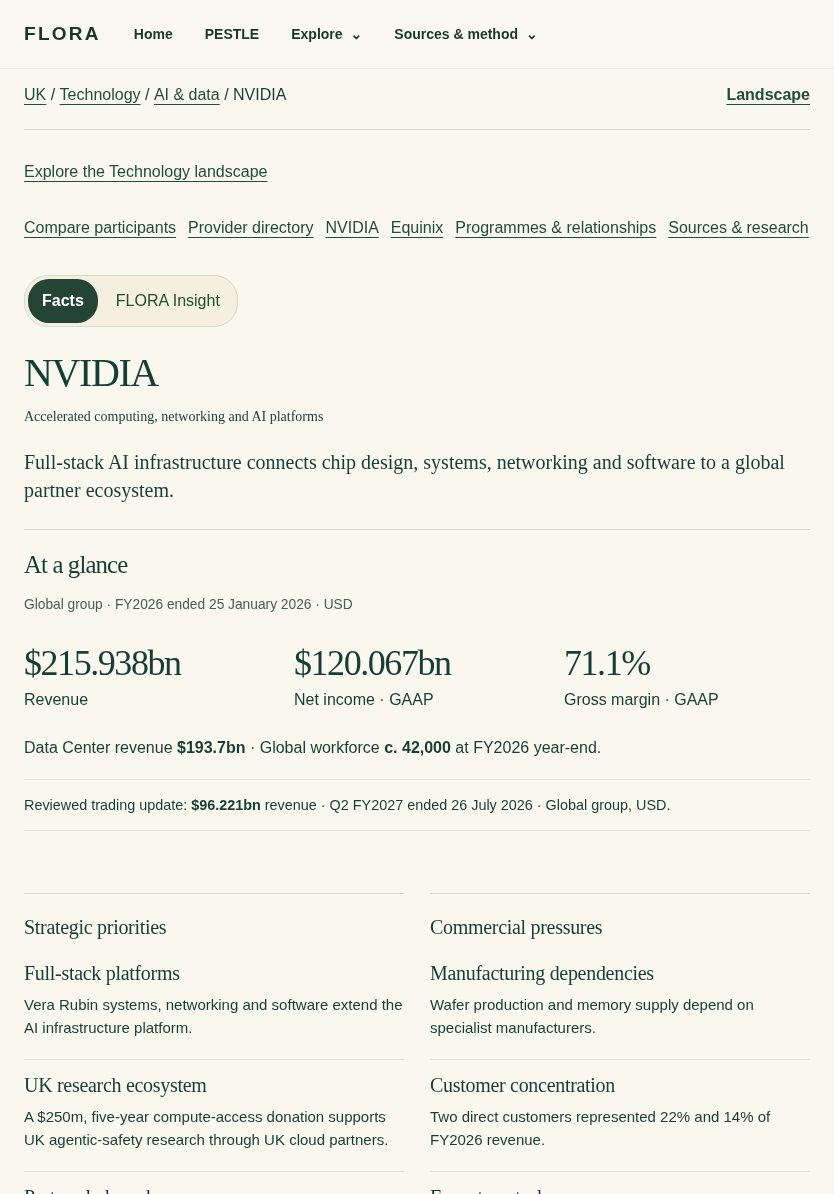 FLORA Home PESTLE Explore Sources & method
UK / Technology / AI & data / NVIDIA Landscape
Explore the Technology landscape
Compare participants Provider directory NVIDIA Equinix Programmes & relationships Sources & research
Facts FLORA Insight
NVIDIA
Accelerated computing, networking and AI platforms
Full-stack AI infrastructure connects chip design, systems, networking and software to a global
partner ecosystem.
At a glance
Global group · FY2026 ended 25 January 2026 · USD
$215.938bn $120.067bn 71.1%
Revenue Net income · GAAP Gross margin · GAAP
Data Center revenue $193.7bn · Global workforce c. 42,000 at FY2026 year-end.
Reviewed trading update: $96.221bn revenue · Q2 FY2027 ended 26 July 2026 · Global group, USD.
Strategic priorities
Full-stack platforms
Vera Rubin systems, networking and software extend the
AI infrastructure platform.
UK research ecosystem
A $250m, five-year compute-access donation supports
UK agentic-safety research through UK cloud partners.
Commercial pressures
Manufacturing dependencies
Wafer production and memory supply depend on
specialist manufacturers.
Customer concentration
Two direct customers represented 22% and 14% of
FY2026 revenue.